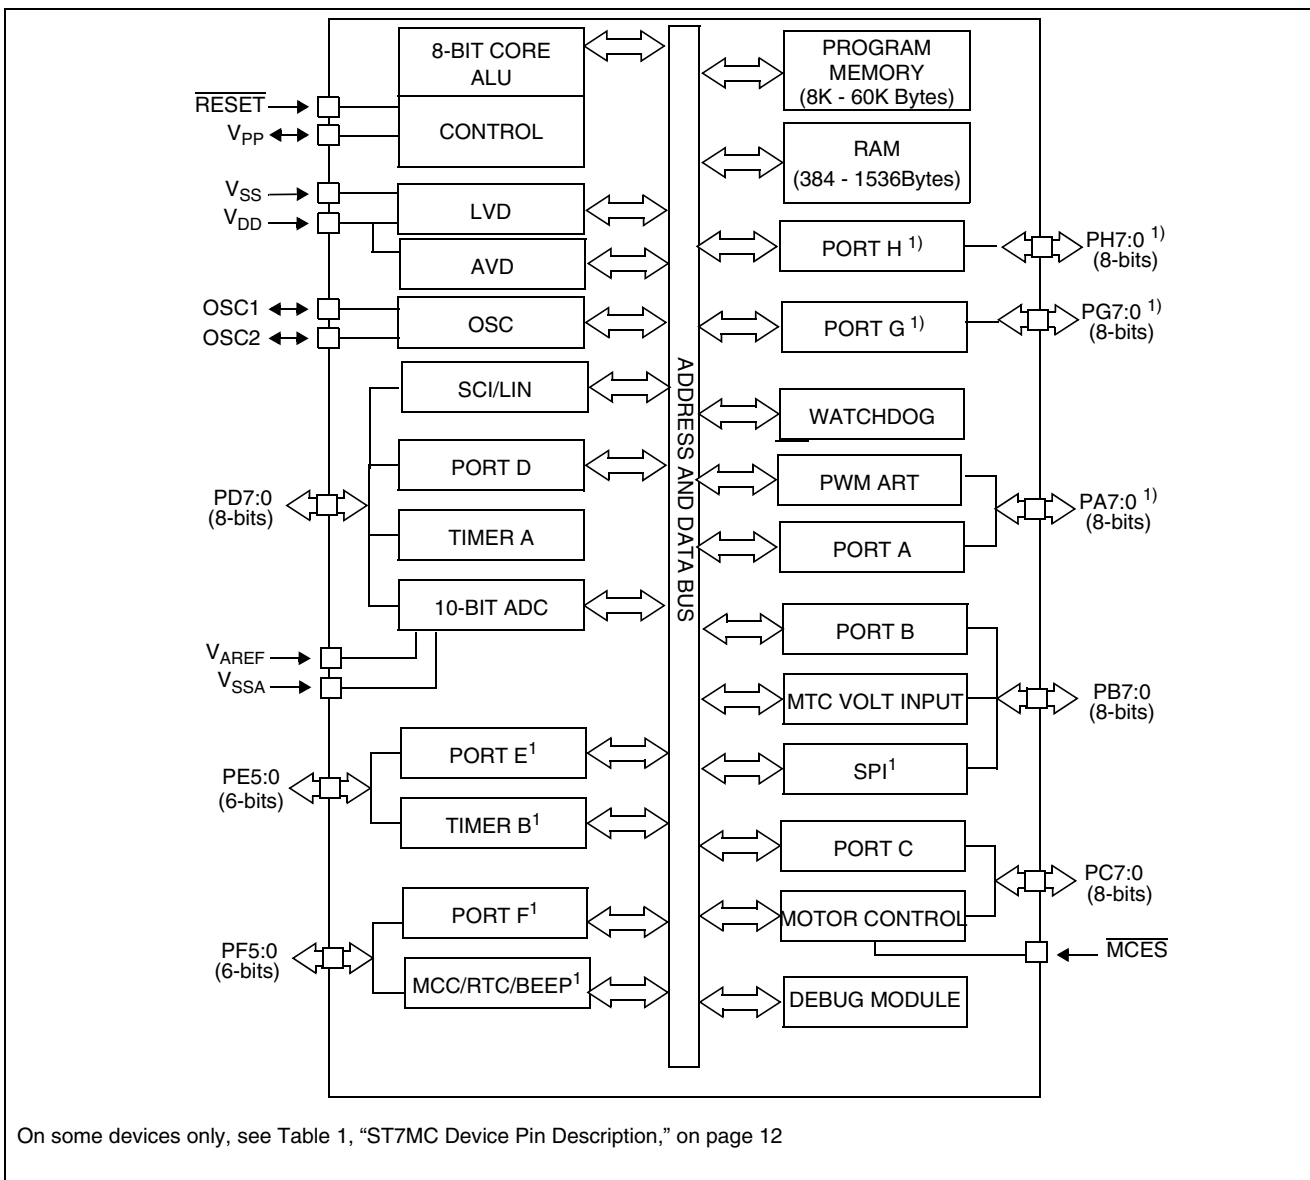 8-BIT CORE
ALU
CONTROL
RESET
VPP
VSS
VDD
LVD
AVD
OSC1
OSC2
OSC
SCI/LIN
PORT D
PD7:0
(8-bits)
TIMER A
10-BIT ADC
VAREF
VSSA
PORT E1
PE5:0
(6-bits)
TIMER B1
PORT F1
PF5:0
(6-bits)
MCC/RTC/BEEP1
ADDRESS AND DATA BUS
PROGRAM
MEMORY
(8K - 60K Bytes)
RAM
(384 - 1536Bytes)
PORT H 1)
PH7:0 1)
(8-bits)
PORT G 1)
PG7:0 1)
(8-bits)
WATCHDOG
PWM ART
PA7:0 1)
(8-bits)
PORT A
PORT B
MTC VOLT INPUT
PB7:0
(8-bits)
SPI1
PORT C
PC7:0
(8-bits)
MOTOR CONTROL
MCES
DEBUG MODULE
On some devices only, see Table 1, “ST7MC Device Pin Description,” on page 12